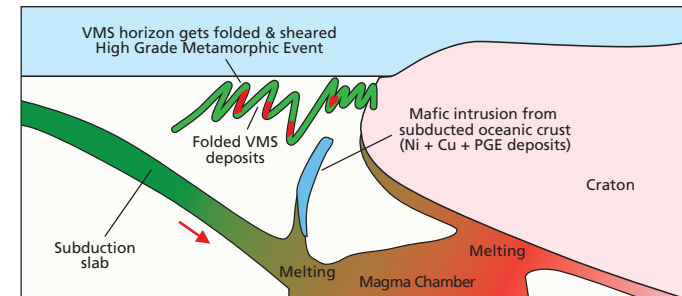 VMS horizon gets folded & sheared
High Grade Metamorphic Event
Folded VMS
deposits
Mafic intrusion from
subducted oceanic crust
(Ni + Cu + PGE deposits)
Craton
Subduction
slab
Melting
Magma Chamber
Melting